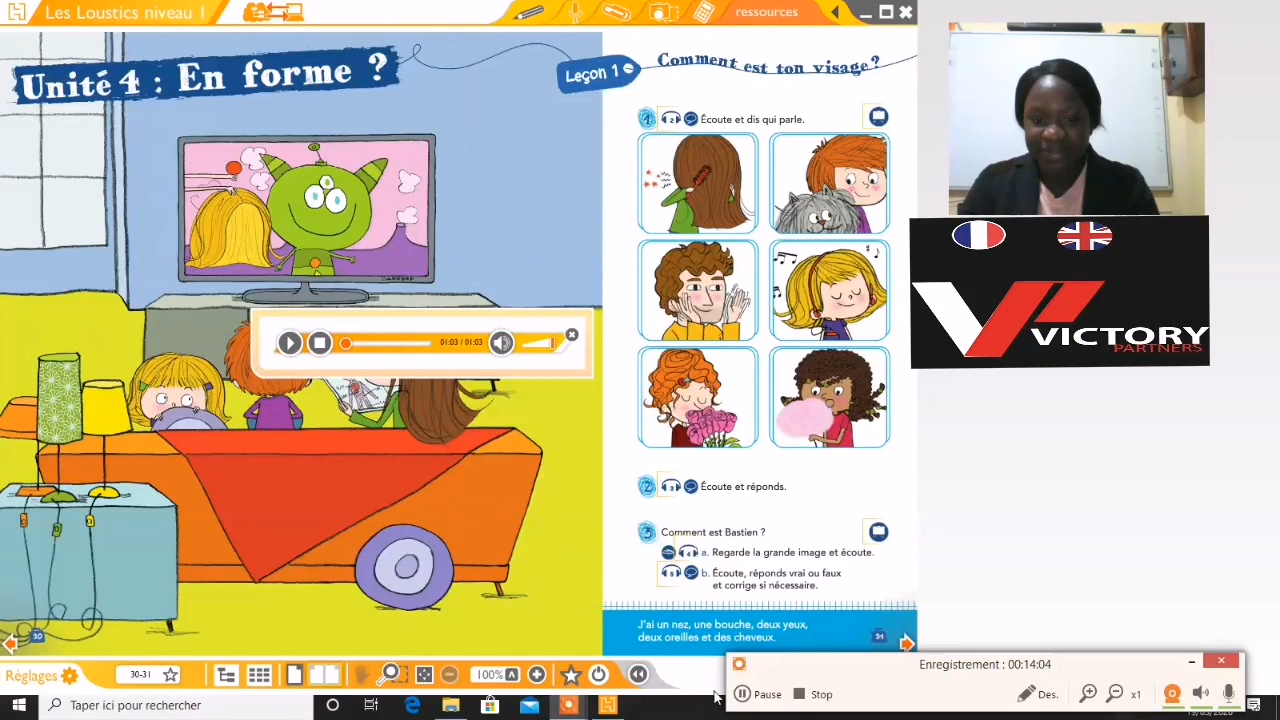 Les Loustics niveau 1
ressources
Unité 4 : En forme ?
Leçon 1
Comment est ton visage ?
1 2 Écoute et dis qui parle.
01:03 / 01:03
2 3 Écoute et réponds.
3 Comment est Bastien ?
4 a. Regarde la grande image et écoute.
5 b. Écoute, réponds vrai ou faux
et corrige si nécessaire.
J'ai un nez, une bouche, deux yeux,
deux oreilles et des cheveux.
30
31
VICTORY
PARTNERS
Réglages
30-31
100% A
Enregistrement : 00:14:04
Pause
Stop
Des.
x1
Taper ici pour rechercher